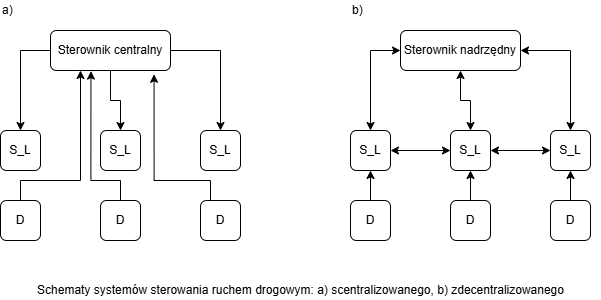 a)
b)
Sterownik centralny
Sterownik nadrzędny
S_L
S_L
S_L
S_L
S_L
S_L
D
D
D
D
D
D
Schematy systemów sterowania ruchem drogowym: a) scentralizowanego, b) zdecentralizowanego